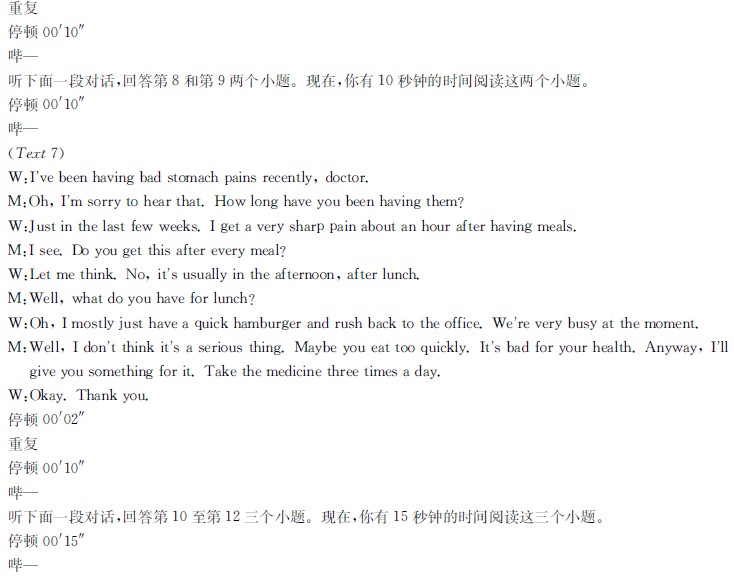 重复
停顿 00′10″
哔—
听下面一段对话,回答第 8 和第 9 两个小题。现在,你有 10 秒钟的时间阅读这两个小题。
停顿 00′10″
哔—
(Text 7)
W:I've been having bad stomach pains recently, doctor.
M:Oh, I'm sorry to hear that. How long have you been having them?
W:Just in the last few weeks. I get a very sharp pain about an hour after having meals.
M:I see. Do you get this after every meal?
W:Let me think. No, it's usually in the afternoon, after lunch.
M:Well, what do you have for lunch?
W:Oh, I mostly just have a quick hamburger and rush back to the office. We're very busy at the moment.
M:Well, I don't think it's a serious thing. Maybe you eat too quickly. It's bad for your health. Anyway, I'll
give you something for it. Take the medicine three times a day.
W:Okay. Thank you.
停顿 00′02″
重复
停顿 00′10″
哔—
听下面一段对话,回答第 10 至第 12 三个小题。现在,你有 15 秒钟的时间阅读这三个小题。
停顿 00′15″
哔—